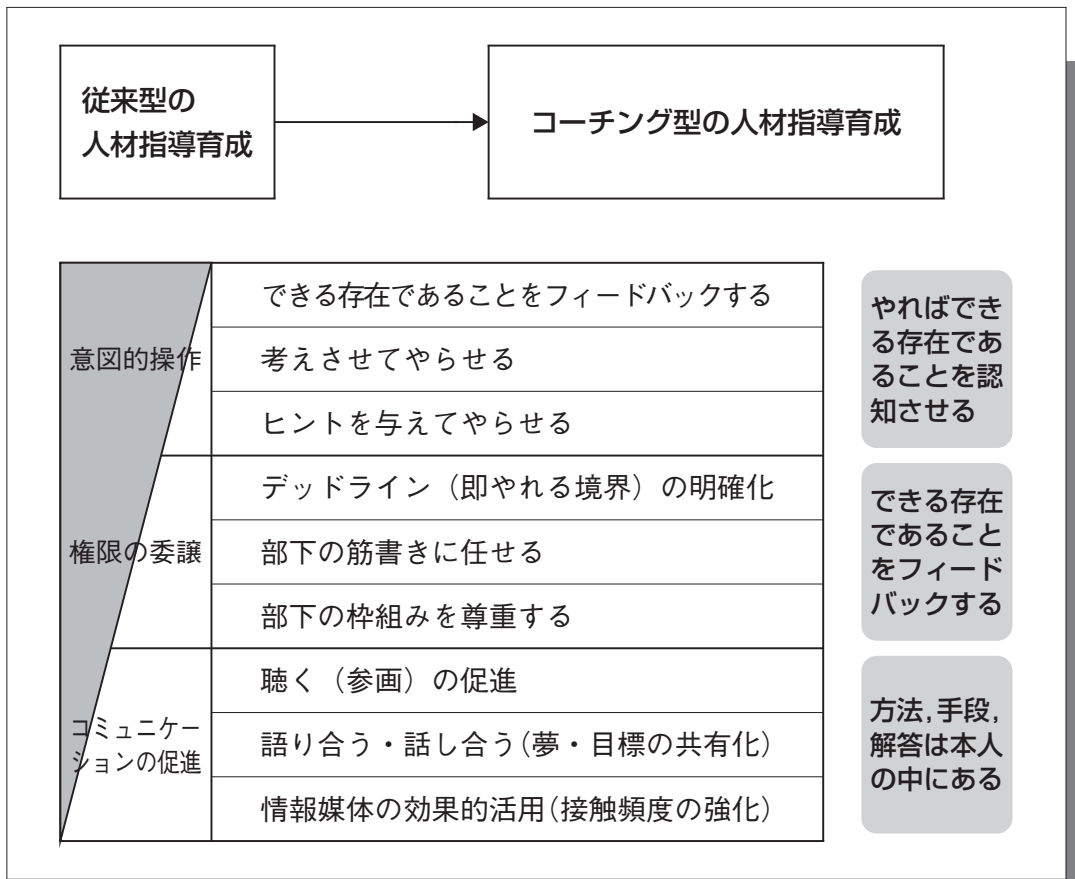 従来型の
人材指導育成
コーチング型の人材指導育成
意図的操作
できる存在であることをフィードバックする
考えさせてやらせる
ヒントを与えてやらせる
やればでき
る存在であ
ることを認
知させる
権限の委譲
デッドライン（即やれる境界）の明確化
部下の筋書きに任せる
部下の枠組みを尊重する
できる存在
であること
をフィード
バックする
コミュニケー
ションの促進
聴く（参画）の促進
語り合う・話し合う（夢・目標の共有化）
情報媒体の効果的活用（接触頻度の強化）
方法，手段，
解答は本人
の中にある